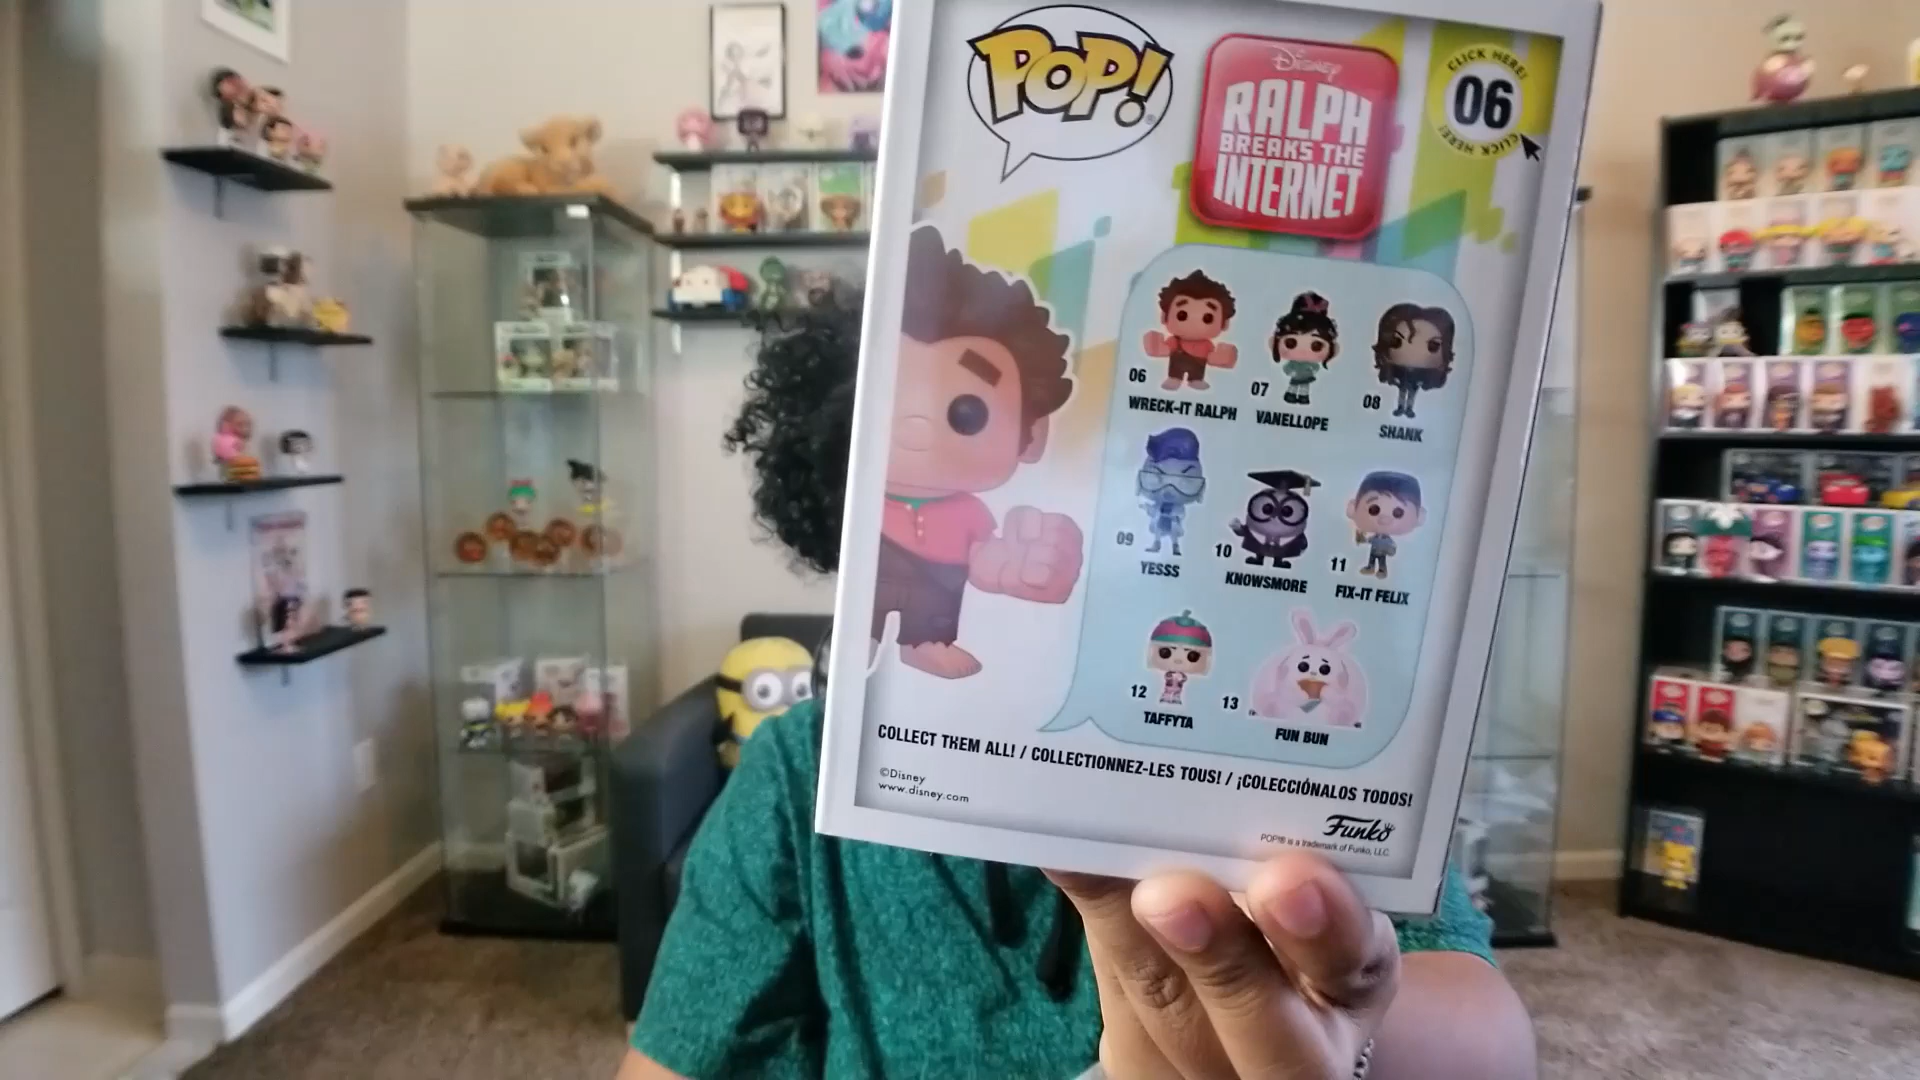 POP!
Disney
RALPH
BREAKS THE
INTERNET
CLICK HERE!
06
CLICK HERE!
06
WRECK-IT RALPH
07
VANELLOPE
08
SHANK
09
YESSS
10
KNOWSMORE
11
FIX-IT FELIX
12
TAFFYTA
13
FUN BUN
COLLECT THEM ALL! / COLLECTIONNEZ-LES TOUS! / ¡COLECCIÓNALOS TODOS!
©Disney
www.disney.com
Funko
POP!® is a trademark of Funko, LLC.